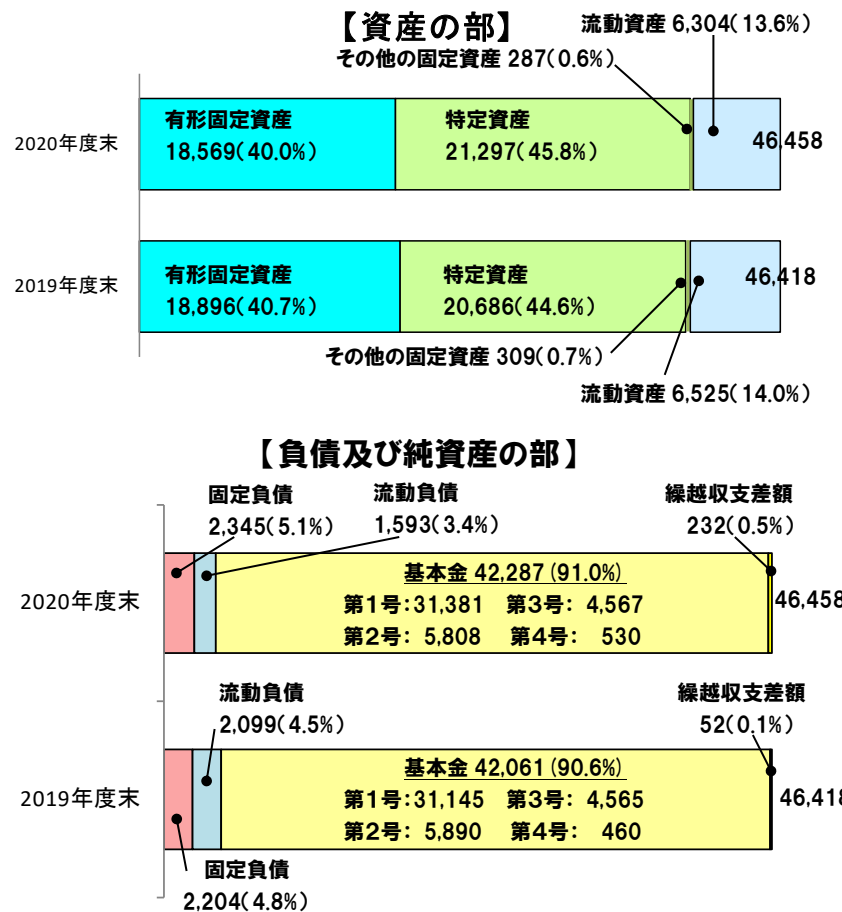 【資産の部】
流動資産 6,304(13.6%)
その他の固定資産 287(0.6%)
2020年度末
有形固定資産
18,569(40.0%)
特定資産
21,297(45.8%)
46,458
2019年度末
有形固定資産
18,896(40.7%)
特定資産
20,686(44.6%)
46,418
その他の固定資産 309(0.7%)
流動資産 6,525(14.0%)
【負債及び純資産の部】
固定負債
2,345(5.1%)
流動負債
1,593(3.4%)
繰越収支差額
232(0.5%)
2020年度末
基本金 42,287 (91.0%)
第1号:31,381 第3号: 4,567
第2号: 5,808 第4号: 530
46,458
流動負債
2,099(4.5%)
繰越収支差額
52(0.1%)
2019年度末
基本金 42,061 (90.6%)
第1号:31,145 第3号: 4,565
第2号: 5,890 第4号: 460
46,418
固定負債
2,204(4.8%)